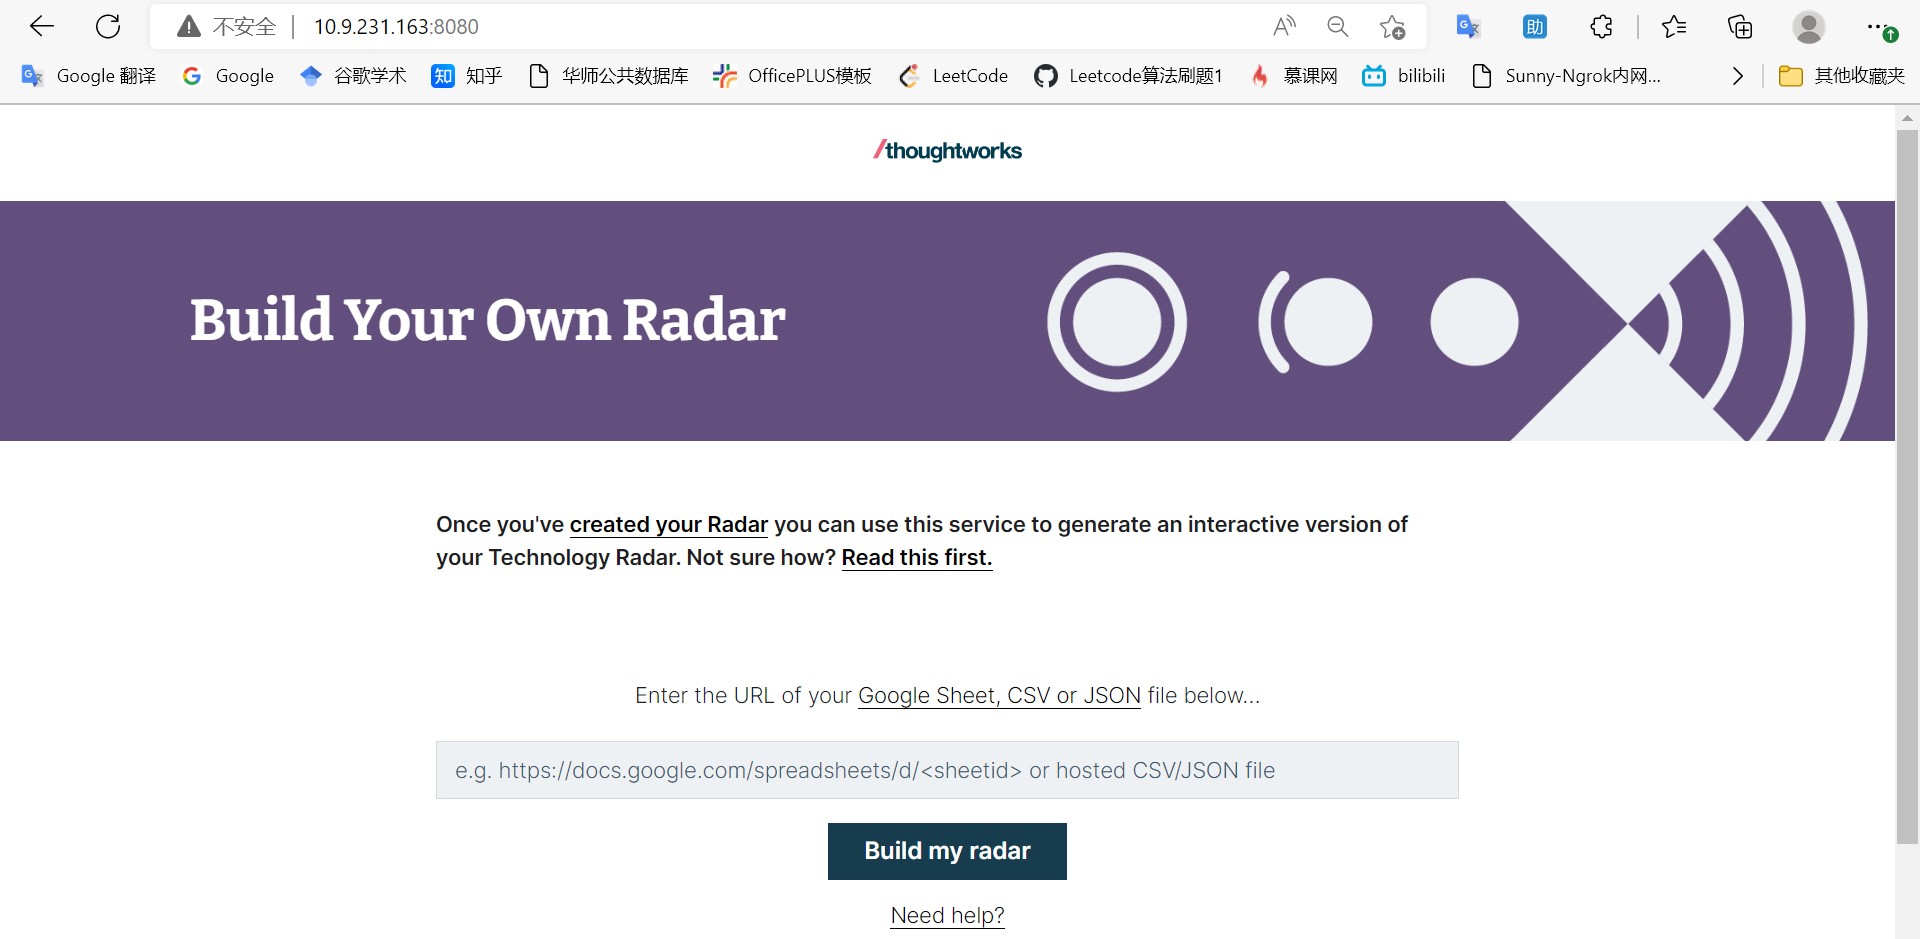 不安全 10.9.231.163:8080
Google 翻译 Google 谷歌学术 知乎 华师公共数据库 OfficePLUS模板 LeetCode Leetcode算法刷题1 慕课网 bilibili Sunny-Ngrok内网... 其他收藏夹
/thoughtworks
Build Your Own Radar
Once you've created your Radar you can use this service to generate an interactive version of
your Technology Radar. Not sure how? Read this first.
Enter the URL of your Google Sheet, CSV or JSON file below...
e.g. https://docs.google.com/spreadsheets/d/<sheetid> or hosted CSV/JSON file
Build my radar
Need help?